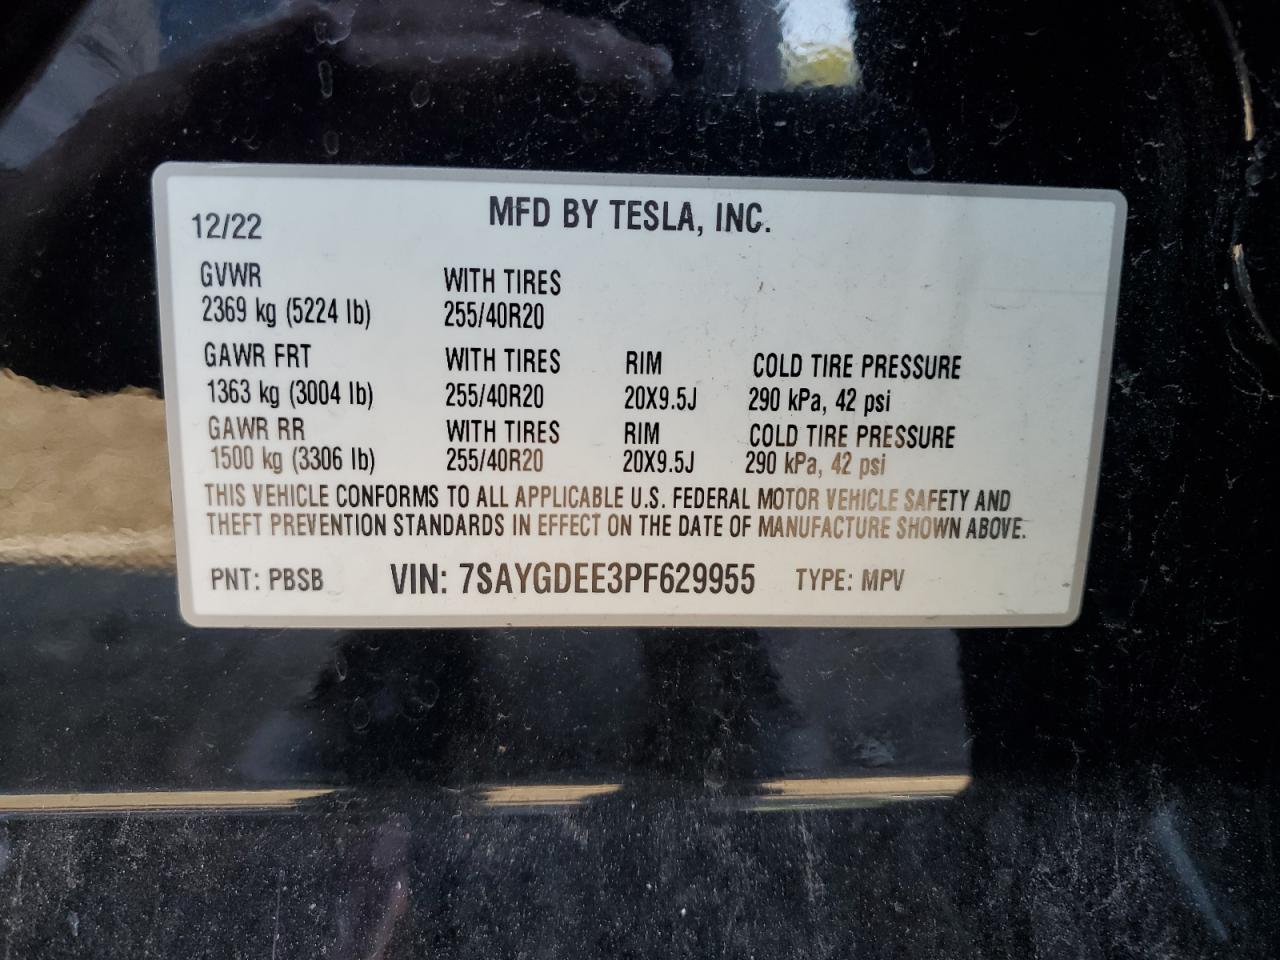 MFD BY TESLA, INC.
12/22
GVWR WITH TIRES
2369 kg (5224 lb) 255/40R20
GAWR FRT WITH TIRES RIM COLD TIRE PRESSURE
1363 kg (3004 lb) 255/40R20 20X9.5J 290 kPa, 42 psi
GAWR RR WITH TIRES RIM COLD TIRE PRESSURE
1500 kg (3306 lb) 255/40R20 20X9.5J 290 kPa, 42 psi
THIS VEHICLE CONFORMS TO ALL APPLICABLE U.S. FEDERAL MOTOR VEHICLE SAFETY AND
THEFT PREVENTION STANDARDS IN EFFECT ON THE DATE OF MANUFACTURE SHOWN ABOVE.
PNT: PBSB VIN: 7SAYGDEE3PF629955 TYPE: MPV